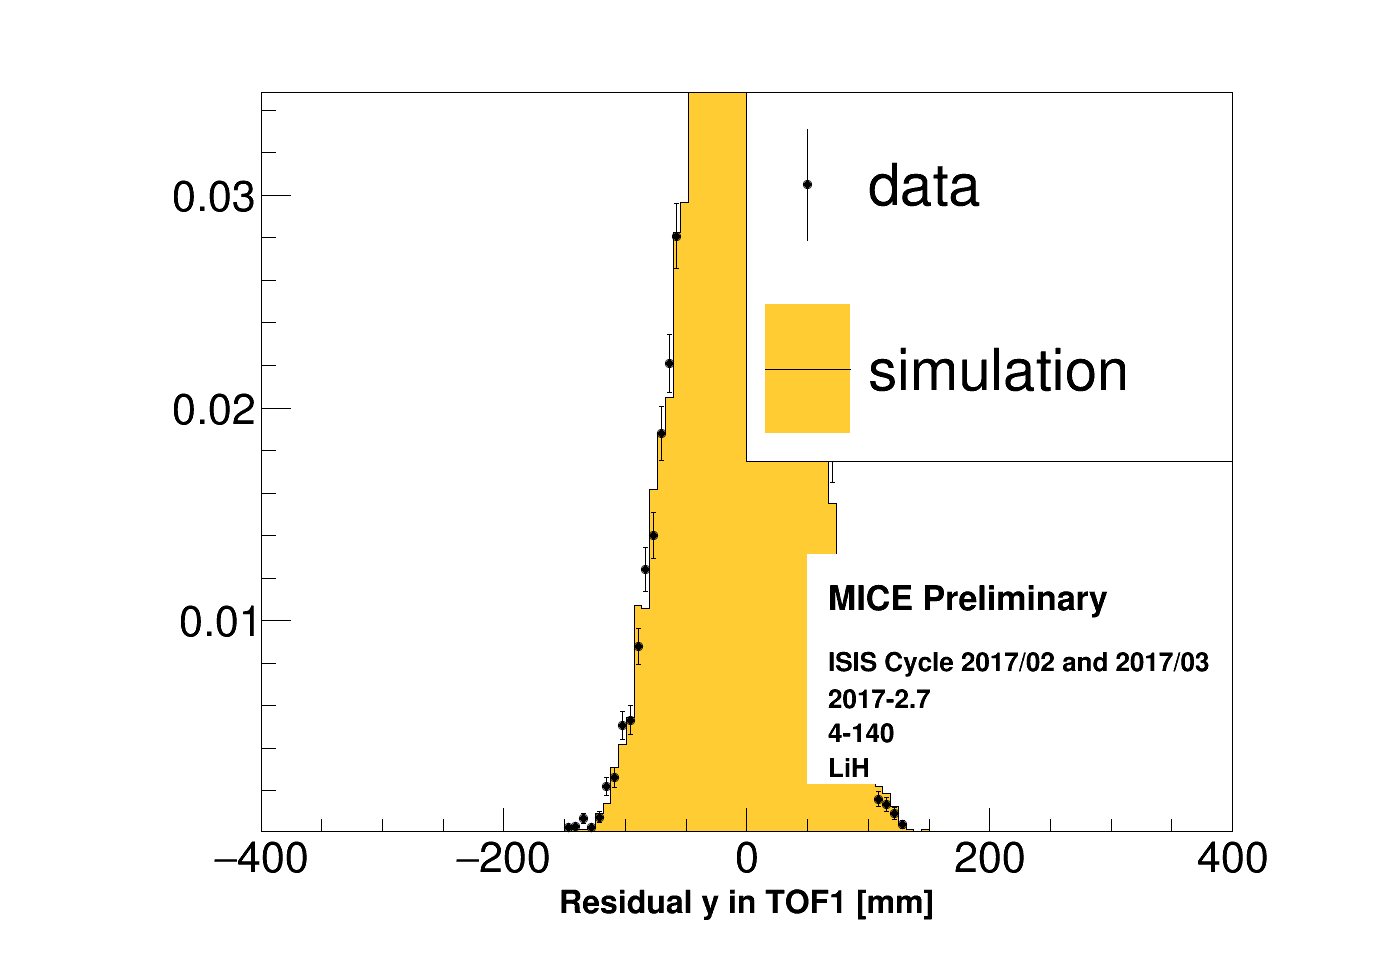 data
simulation
0.03
0.02
0.01
MICE Preliminary
ISIS Cycle 2017/02 and 2017/03
2017-2.7
4-140
LiH
−400 −200 0 200 400
Residual y in TOF1 [mm]